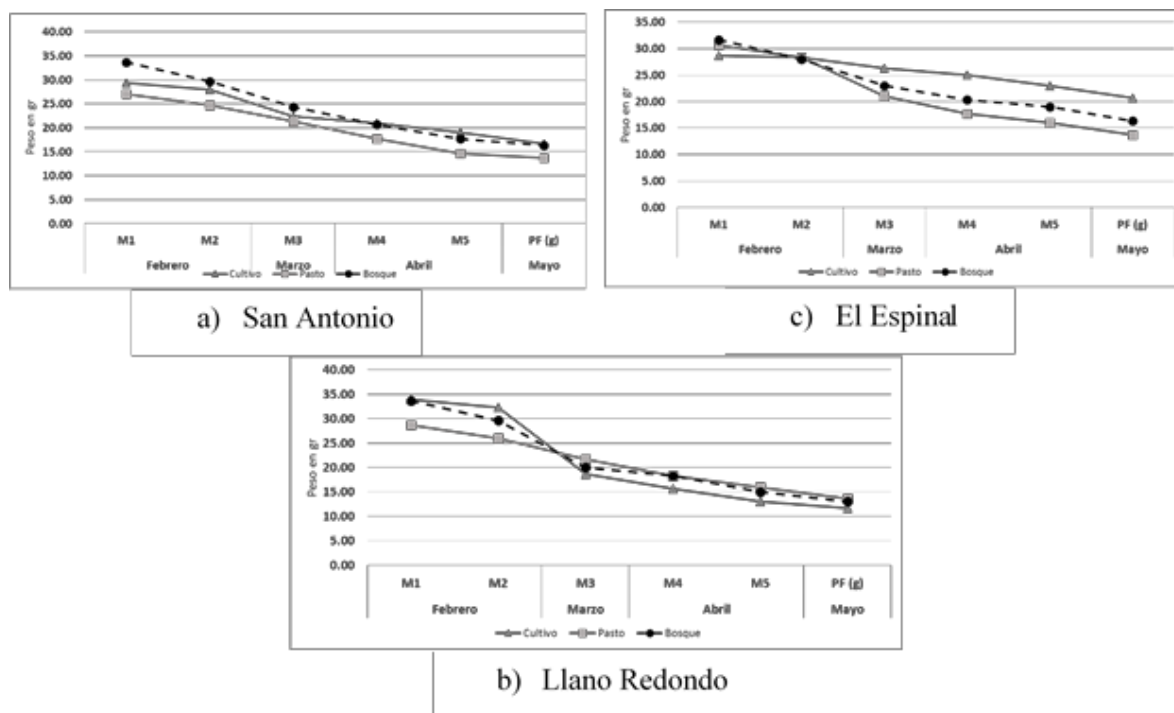 40.00
35.00
30.00
25.00
20.00
15.00
10.00
5.00
0.00
Peso en gr
M1 M2 M3 M4 M5 PF (g)
Febrero Marzo Abril Mayo
Cultivo Pasto Bosque
a) San Antonio
35.00
30.00
25.00
20.00
15.00
10.00
5.00
0.00
Peso en gr
M1 M2 M3 M4 M5 PF (g)
Febrero Marzo Abril Mayo
Cultivo Pasto Bosque
c) El Espinal
40.00
35.00
30.00
25.00
20.00
15.00
10.00
5.00
0.00
Peso en gr
M1 M2 M3 M4 M5 PF (g)
Febrero Marzo Abril Mayo
Cultivo Pasto Bosque
b) Llano Redondo